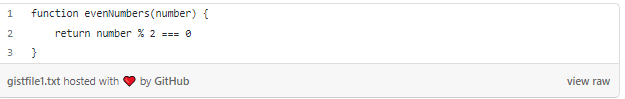 1 function evenNumbers(number) {
2     return number % 2 === 0
3 }
gistfile1.txt hosted with ❤ by GitHub view raw